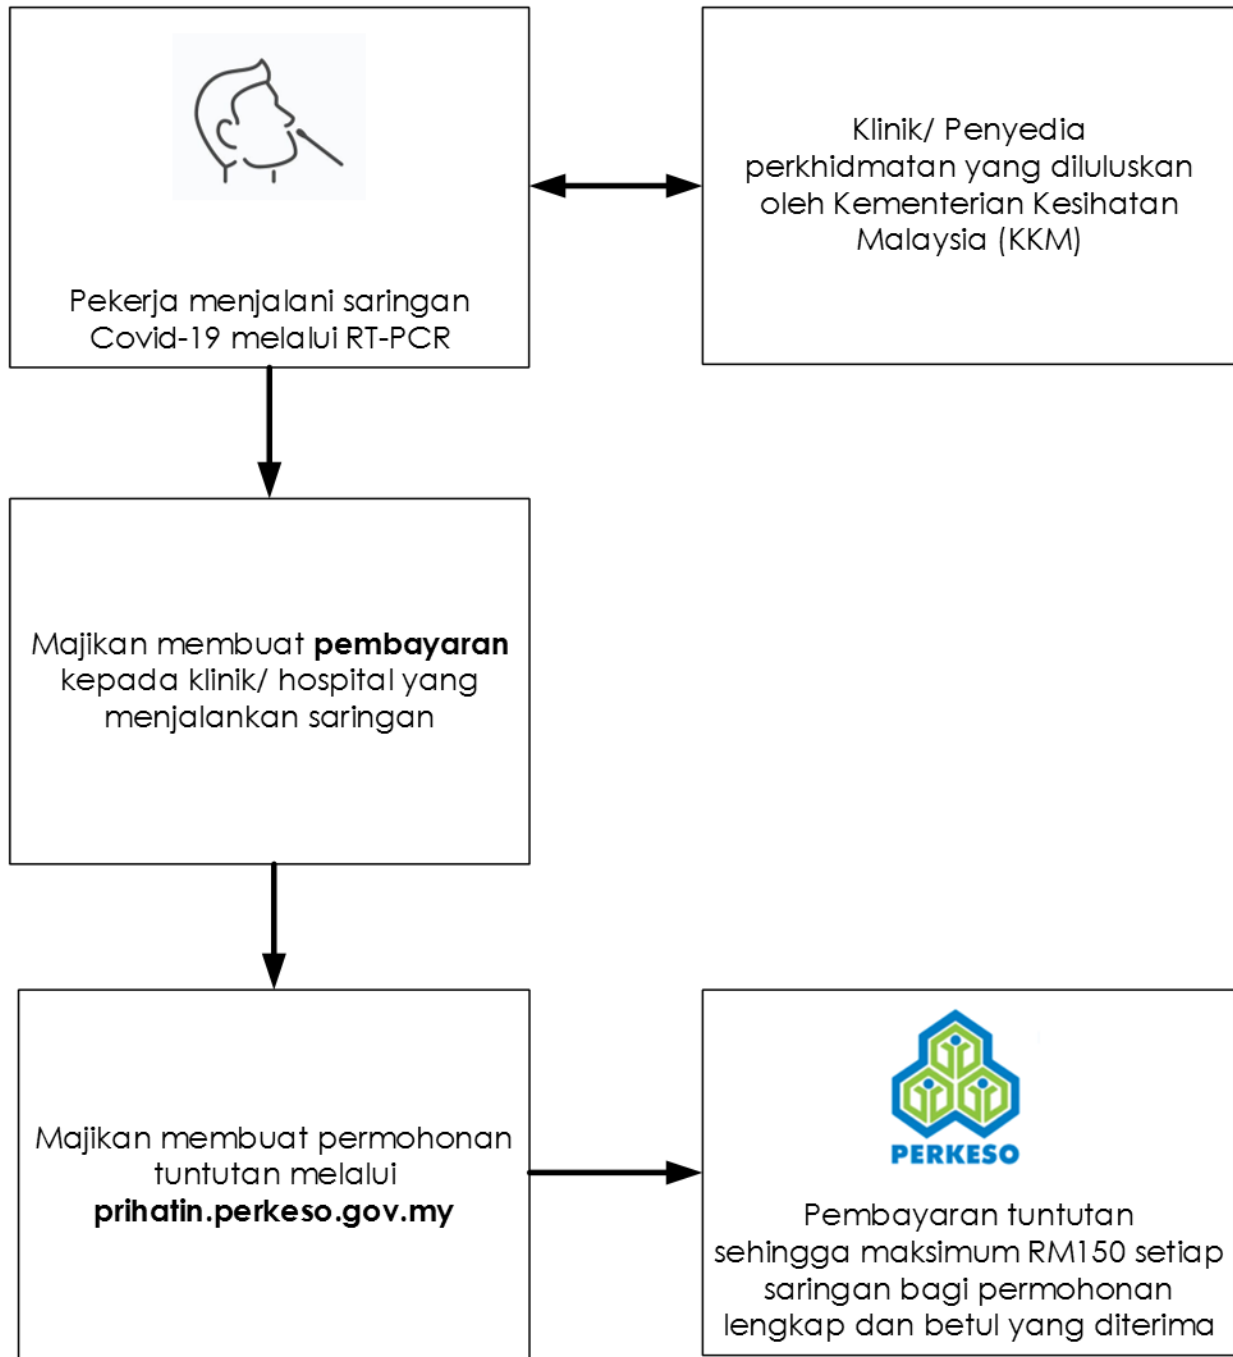 Pekerja menjalani saringan
Covid-19 melalui RT-PCR
Klinik/ Penyedia
perkhidmatan yang diluluskan
oleh Kementerian Kesihatan
Malaysia (KKM)
Majikan membuat pembayaran
kepada klinik/ hospital yang
menjalankan saringan
Majikan membuat permohonan
tuntutan melalui
prihatin.perkeso.gov.my
PERKESO
Pembayaran tuntutan
sehingga maksimum RM150 setiap
saringan bagi permohonan
lengkap dan betul yang diterima